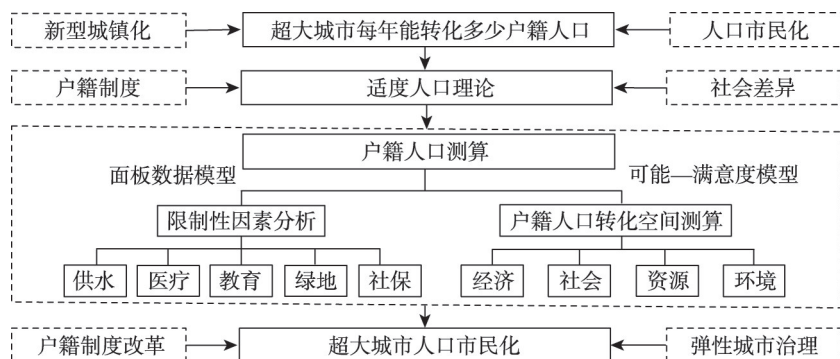 新型城镇化 超大城市每年能转化多少户籍人口 人口市民化
户籍制度 适度人口理论 社会差异
户籍人口测算
面板数据模型 可能—满意度模型
限制性因素分析 户籍人口转化空间测算
供水 医疗 教育 绿地 社保 经济 社会 资源 环境
户籍制度改革 超大城市人口市民化 弹性城市治理